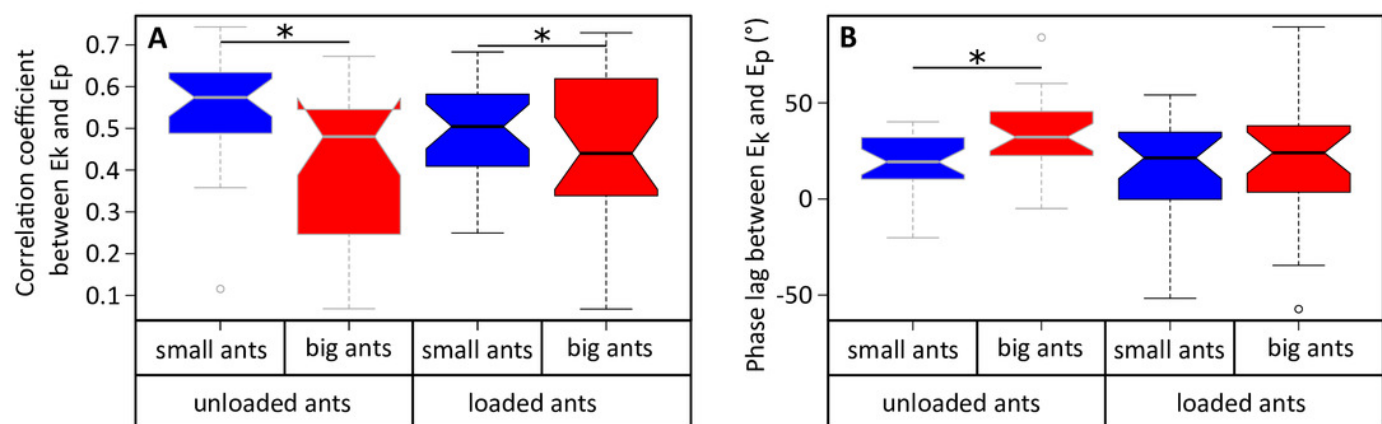 A
*
*
Correlation coefficient
between Ek and Ep
0.7
0.6
0.5
0.4
0.3
0.2
0.1
small ants
big ants
small ants
big ants
unloaded ants
loaded ants
B
*
Phase lag between Eₖ and Eₚ (°)
50
0
-50
small ants
big ants
small ants
big ants
unloaded ants
loaded ants